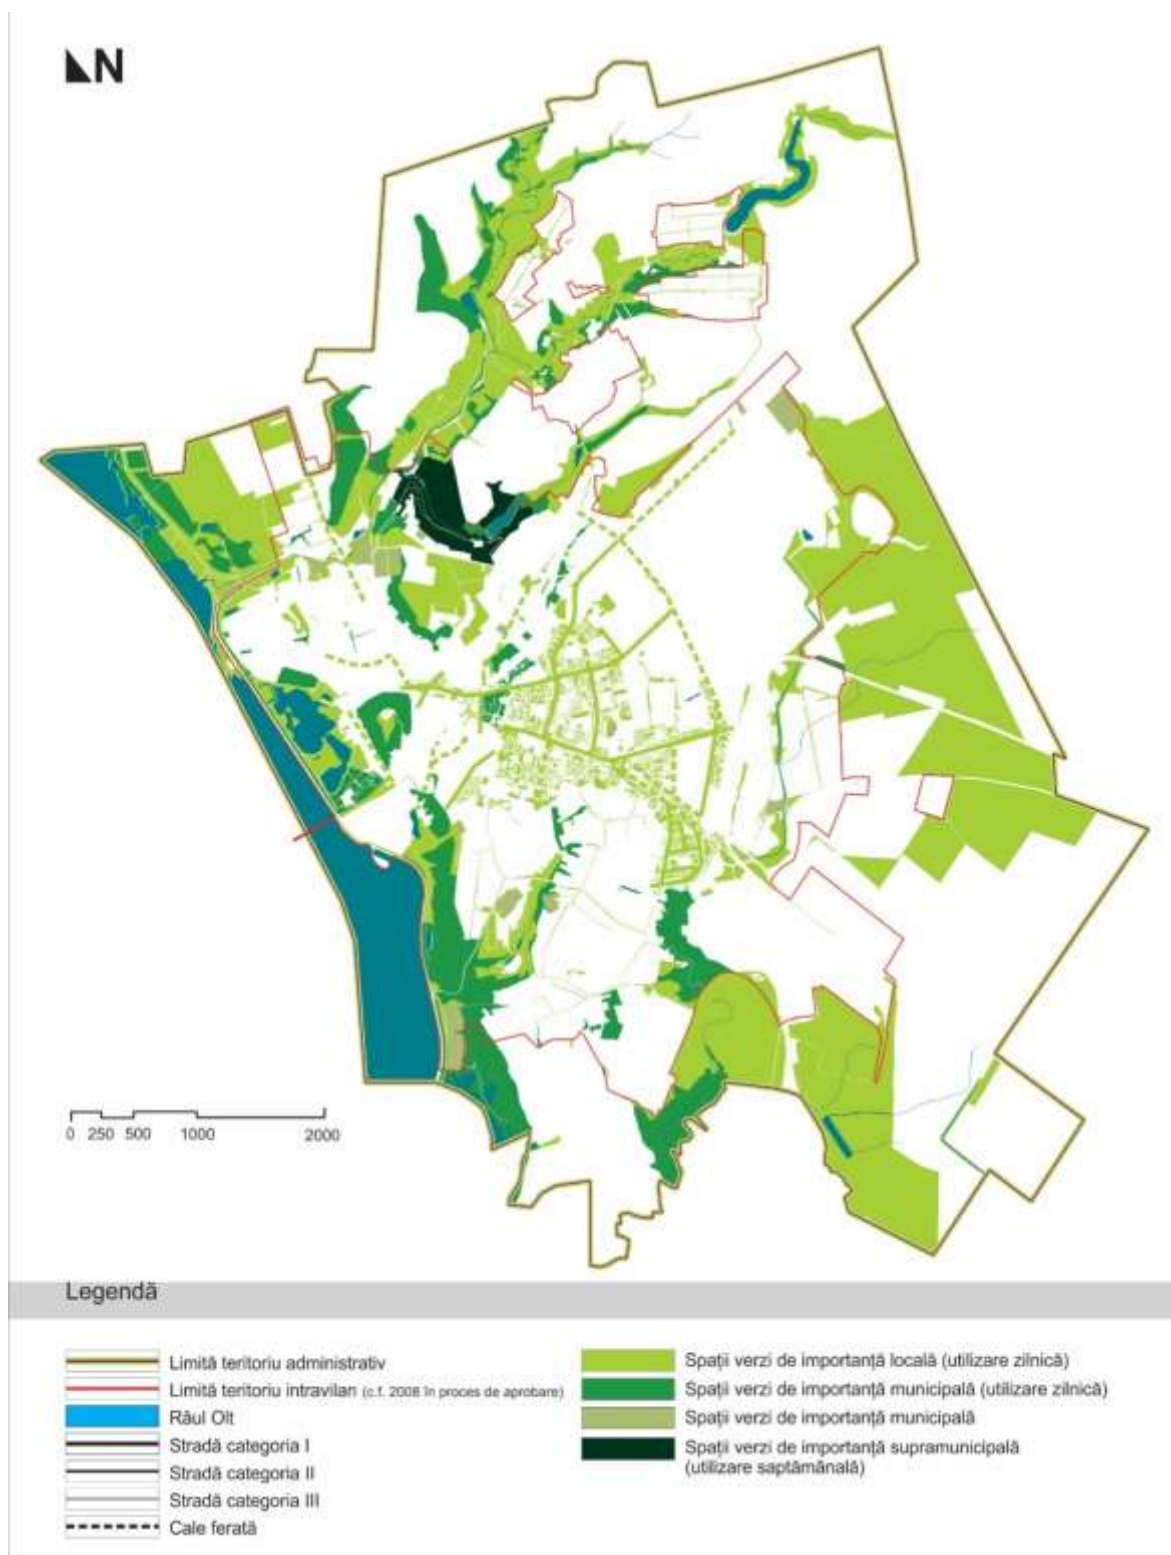 N
0 250 500 1000 2000
Legendă
Limită teritoriu administrativ
Limită teritoriu intravilan (c.f. 2008 în proces de aprobare)
Râul Olt
Stradă categoria I
Stradă categoria II
Stradă categoria III
Cale ferată
Spații verzi de importanță locală (utilizare zilnică)
Spații verzi de importanță municipală (utilizare zilnică)
Spații verzi de importanță municipală
Spații verzi de importanță supramunicipală
(utilizare saptămânală)